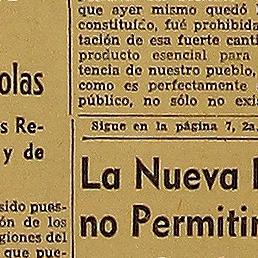 que ayer mismo quedó
constituído, fué prohibida
tación de esa fuerte canti
producto esencial para
tencia de nuestro pueblo,
como es perfectamente
público, no sólo no exi
Sigue en la página 7, 2a.
La Nueva
no Permitir
olas
s Re-
y de
sido pues-
ón de los
giones del
que pue-